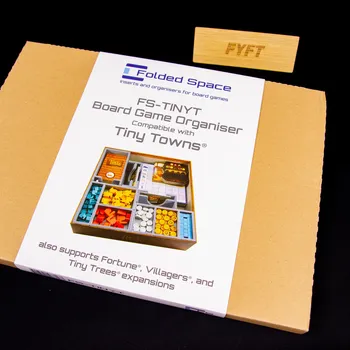 FYFT
Folded Space
inserts and organisers for board games
FS-TINYT
Board Game Organiser
Compatible with
Tiny Towns®
also supports Fortune®, Villagers®, and
Tiny Trees® expansions